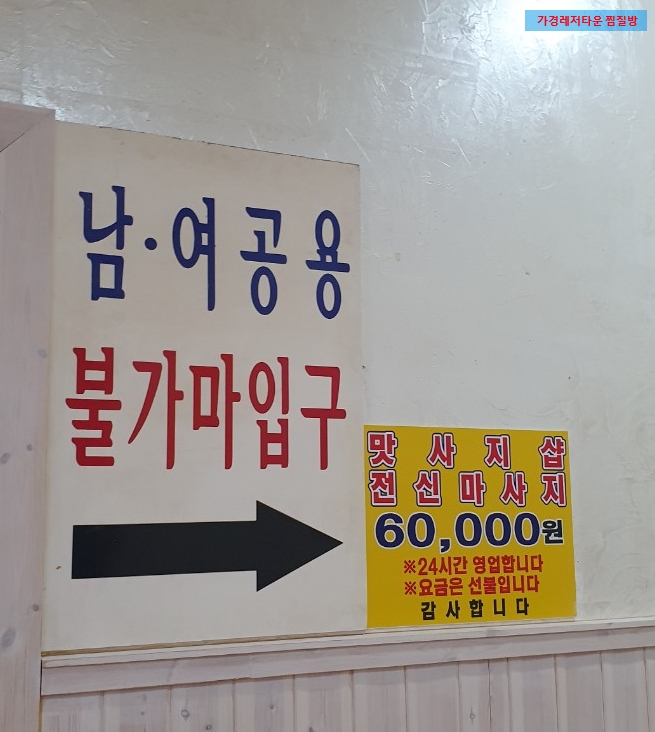 가경레저타운 찜질방
남·여공용
불가마입구
맛사지샵
전신마사지
60,000원
※24시간 영업합니다
※요금은 선불입니다
감사합니다